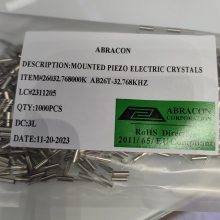 ABRACON
DESCRIPTION:MOUNTED PIEZO ELECTRIC CRYSTALS
ITEM#26032.768000K AB26T-32.768KHZ
LC#2311205
QTY:1000PCS
DC:3L
DATE:11-20-2023
ABRACON
CORPORATION
RoHS Directive
2011/65/EU Compliant